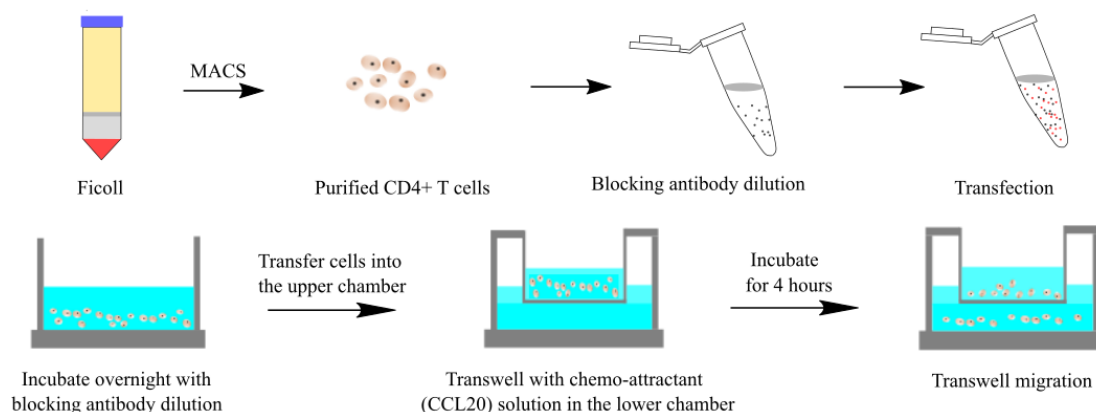 MACS
Ficoll
Purified CD4+ T cells
Blocking antibody dilution
Transfection
Transfer cells into
the upper chamber
Incubate
for 4 hours
Incubate overnight with
blocking antibody dilution
Transwell with chemo-attractant
(CCL20) solution in the lower chamber
Transwell migration